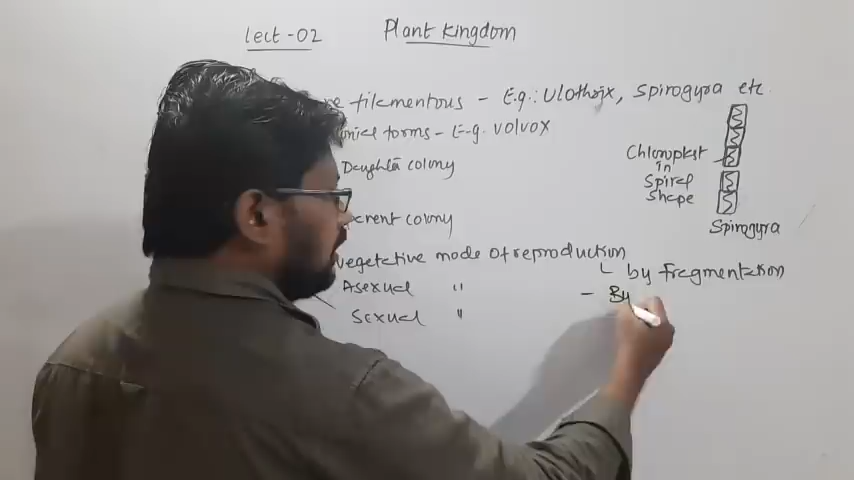 Lect-02 Plant Kingdom
filamentous - E.g.: Ulothrix, Spirogyra etc.
forms - E-g. Volvox
Daughter colony
Chloroplast
in
Spiral
shape
colony
Spirogyra
Vegetative mode of reproduction
└ by Fragmentation
Asexual " - By
Sexual "